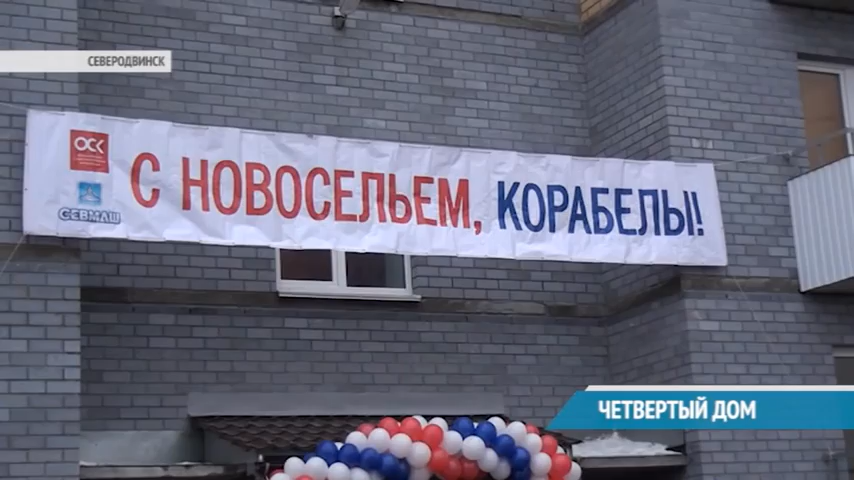 СЕВЕРОДВИНСК
ОСК
СЕВМАШ
С НОВОСЕЛЬЕМ, КОРАБЕЛЫ!
ЧЕТВЕРТЫЙ ДОМ